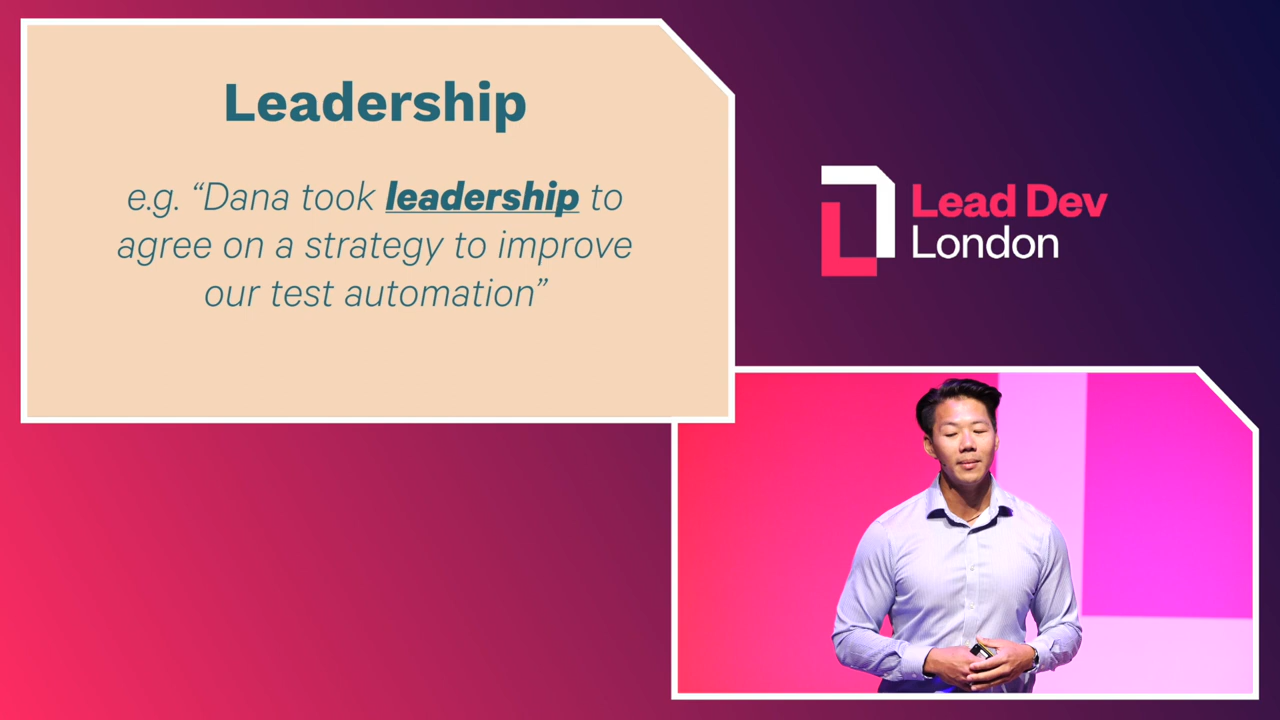 Leadership
e.g. “Dana took leadership to
agree on a strategy to improve
our test automation”
Lead Dev
London